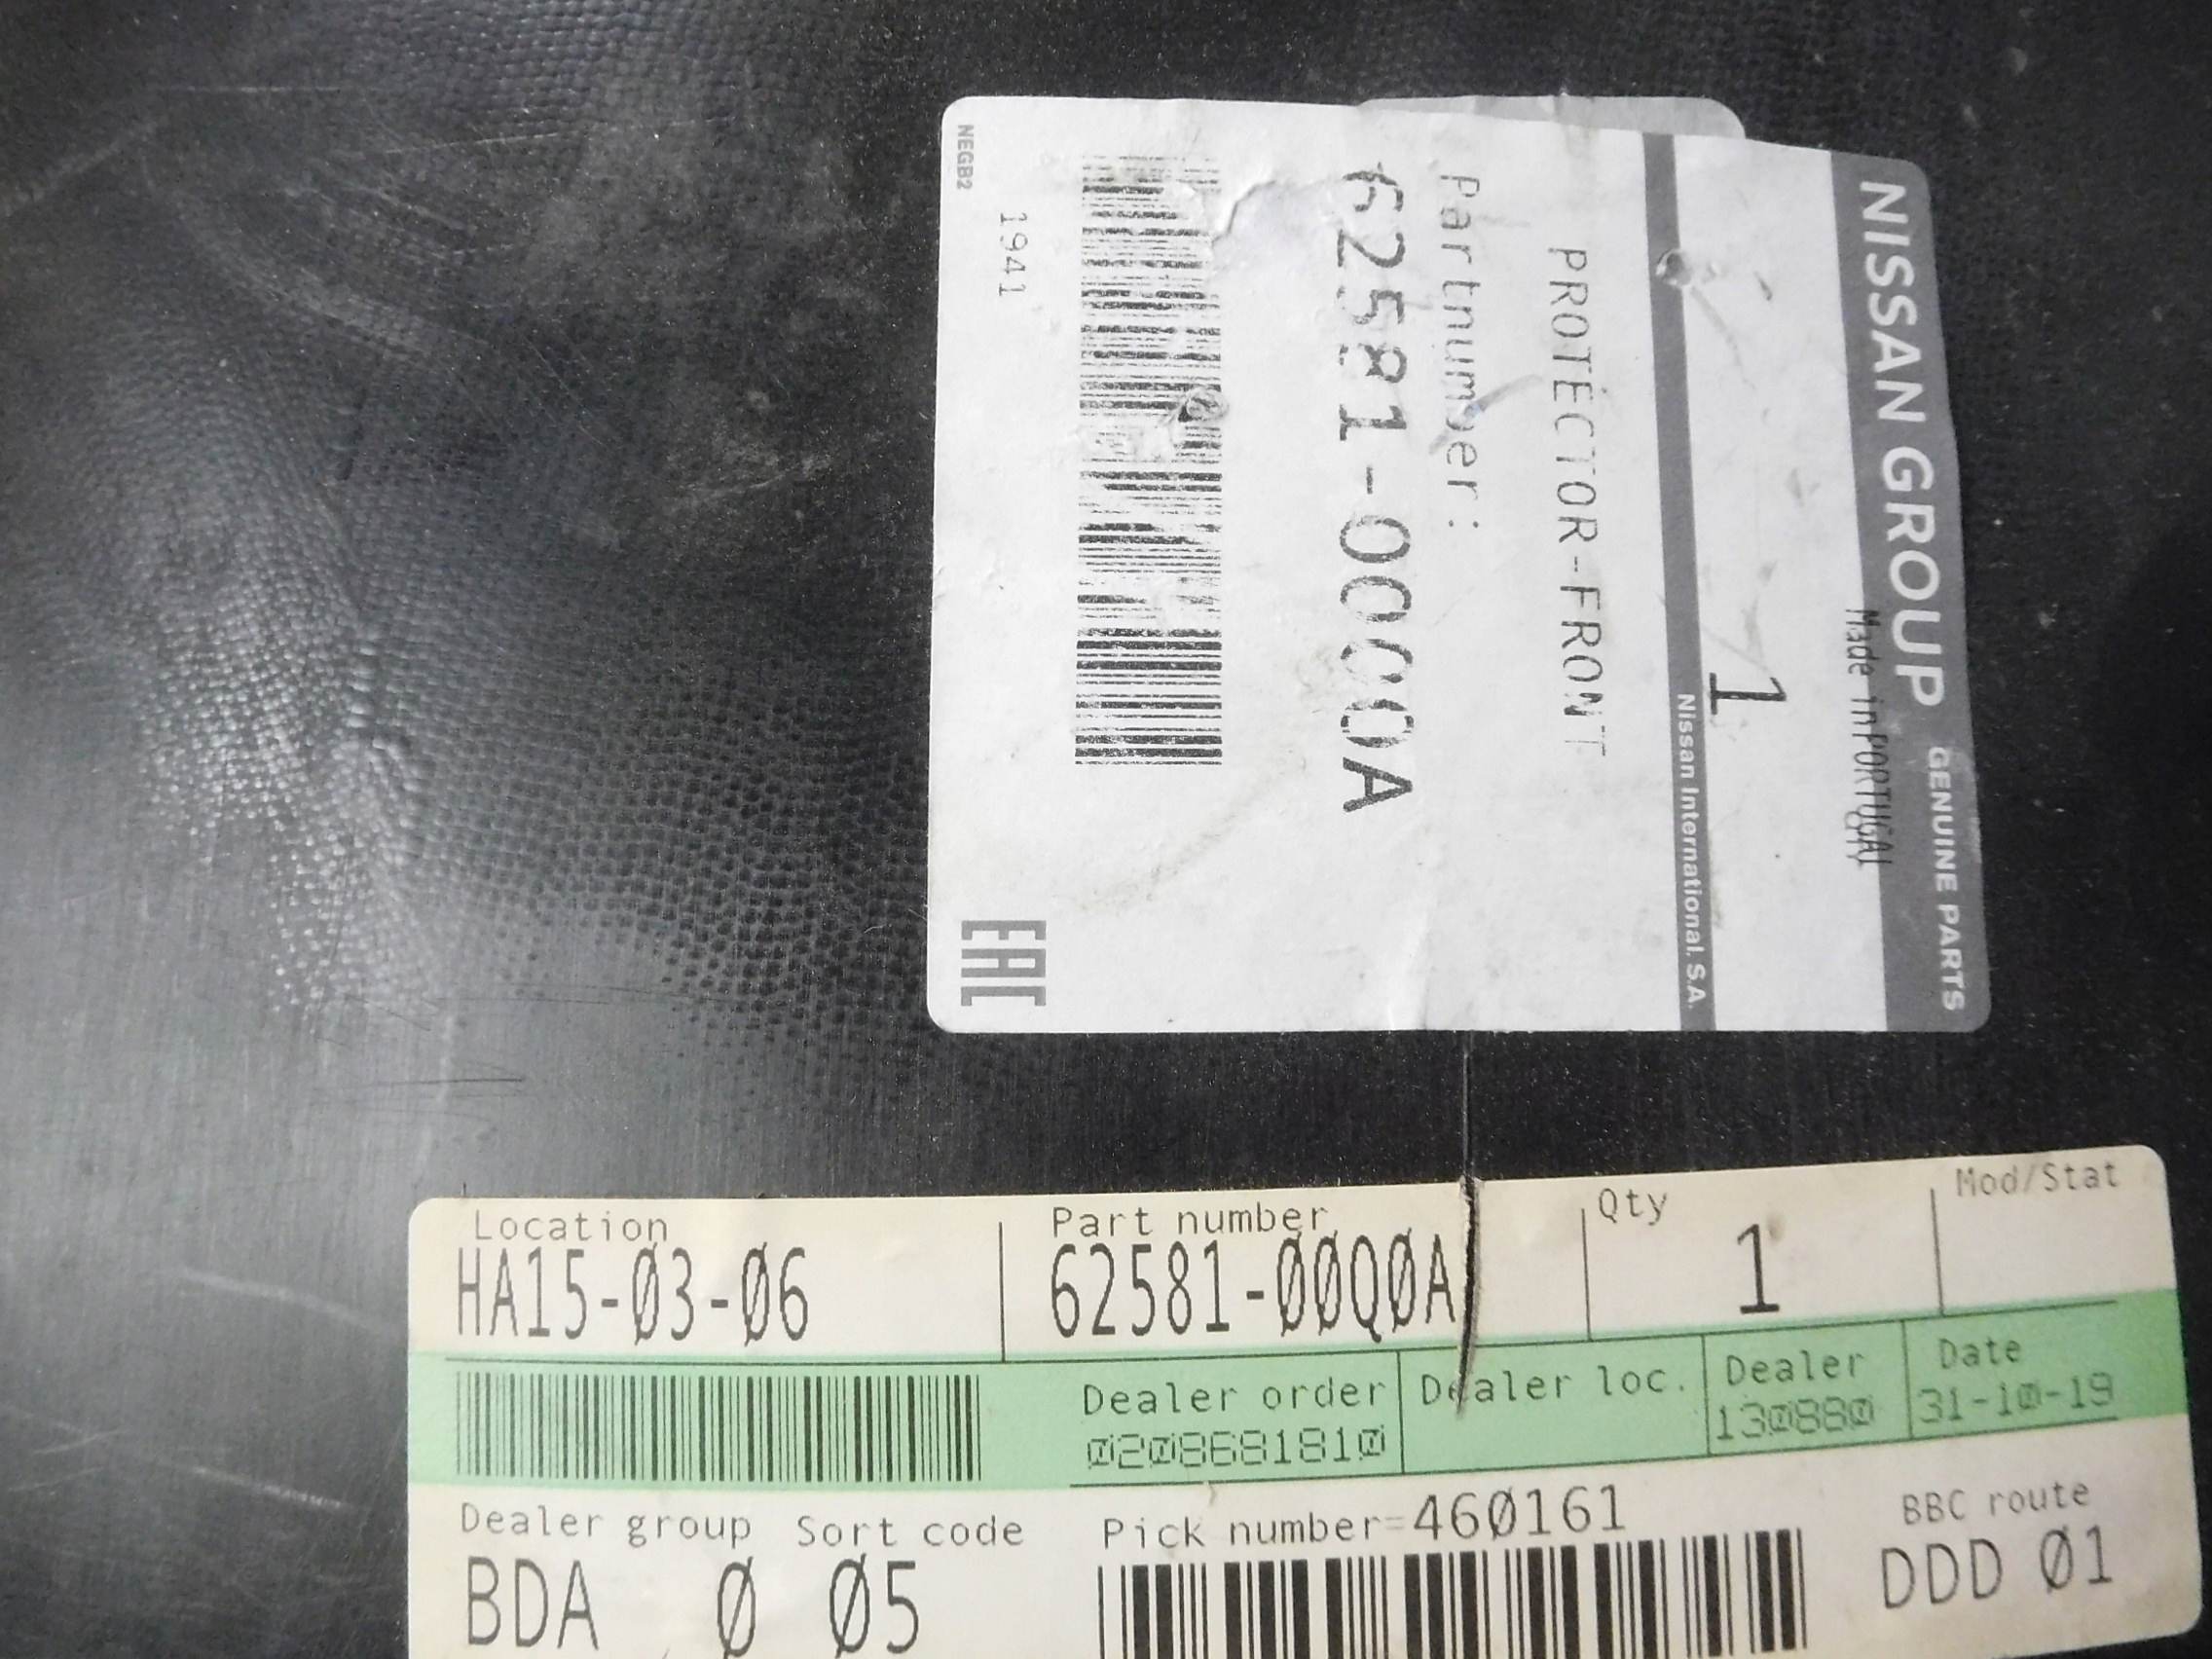 NISSAN GROUP GENUINE PARTS
Made in PORTUGAL
1
Nissan International. S.A.
PROTECTOR-FRONT
Partnumber:
62581-00Q0A
1941
NEGB2
EAC
Location
HA15-03-06
Part number
62581-00Q0A
Qty
1
Mod/Stat
Dealer order
0208681810
Dealer loc.
Dealer
130880
Date
31-10-19
Dealer group
BDA 0
Sort code
05
Pick number=460161
BBC route
DDD 01